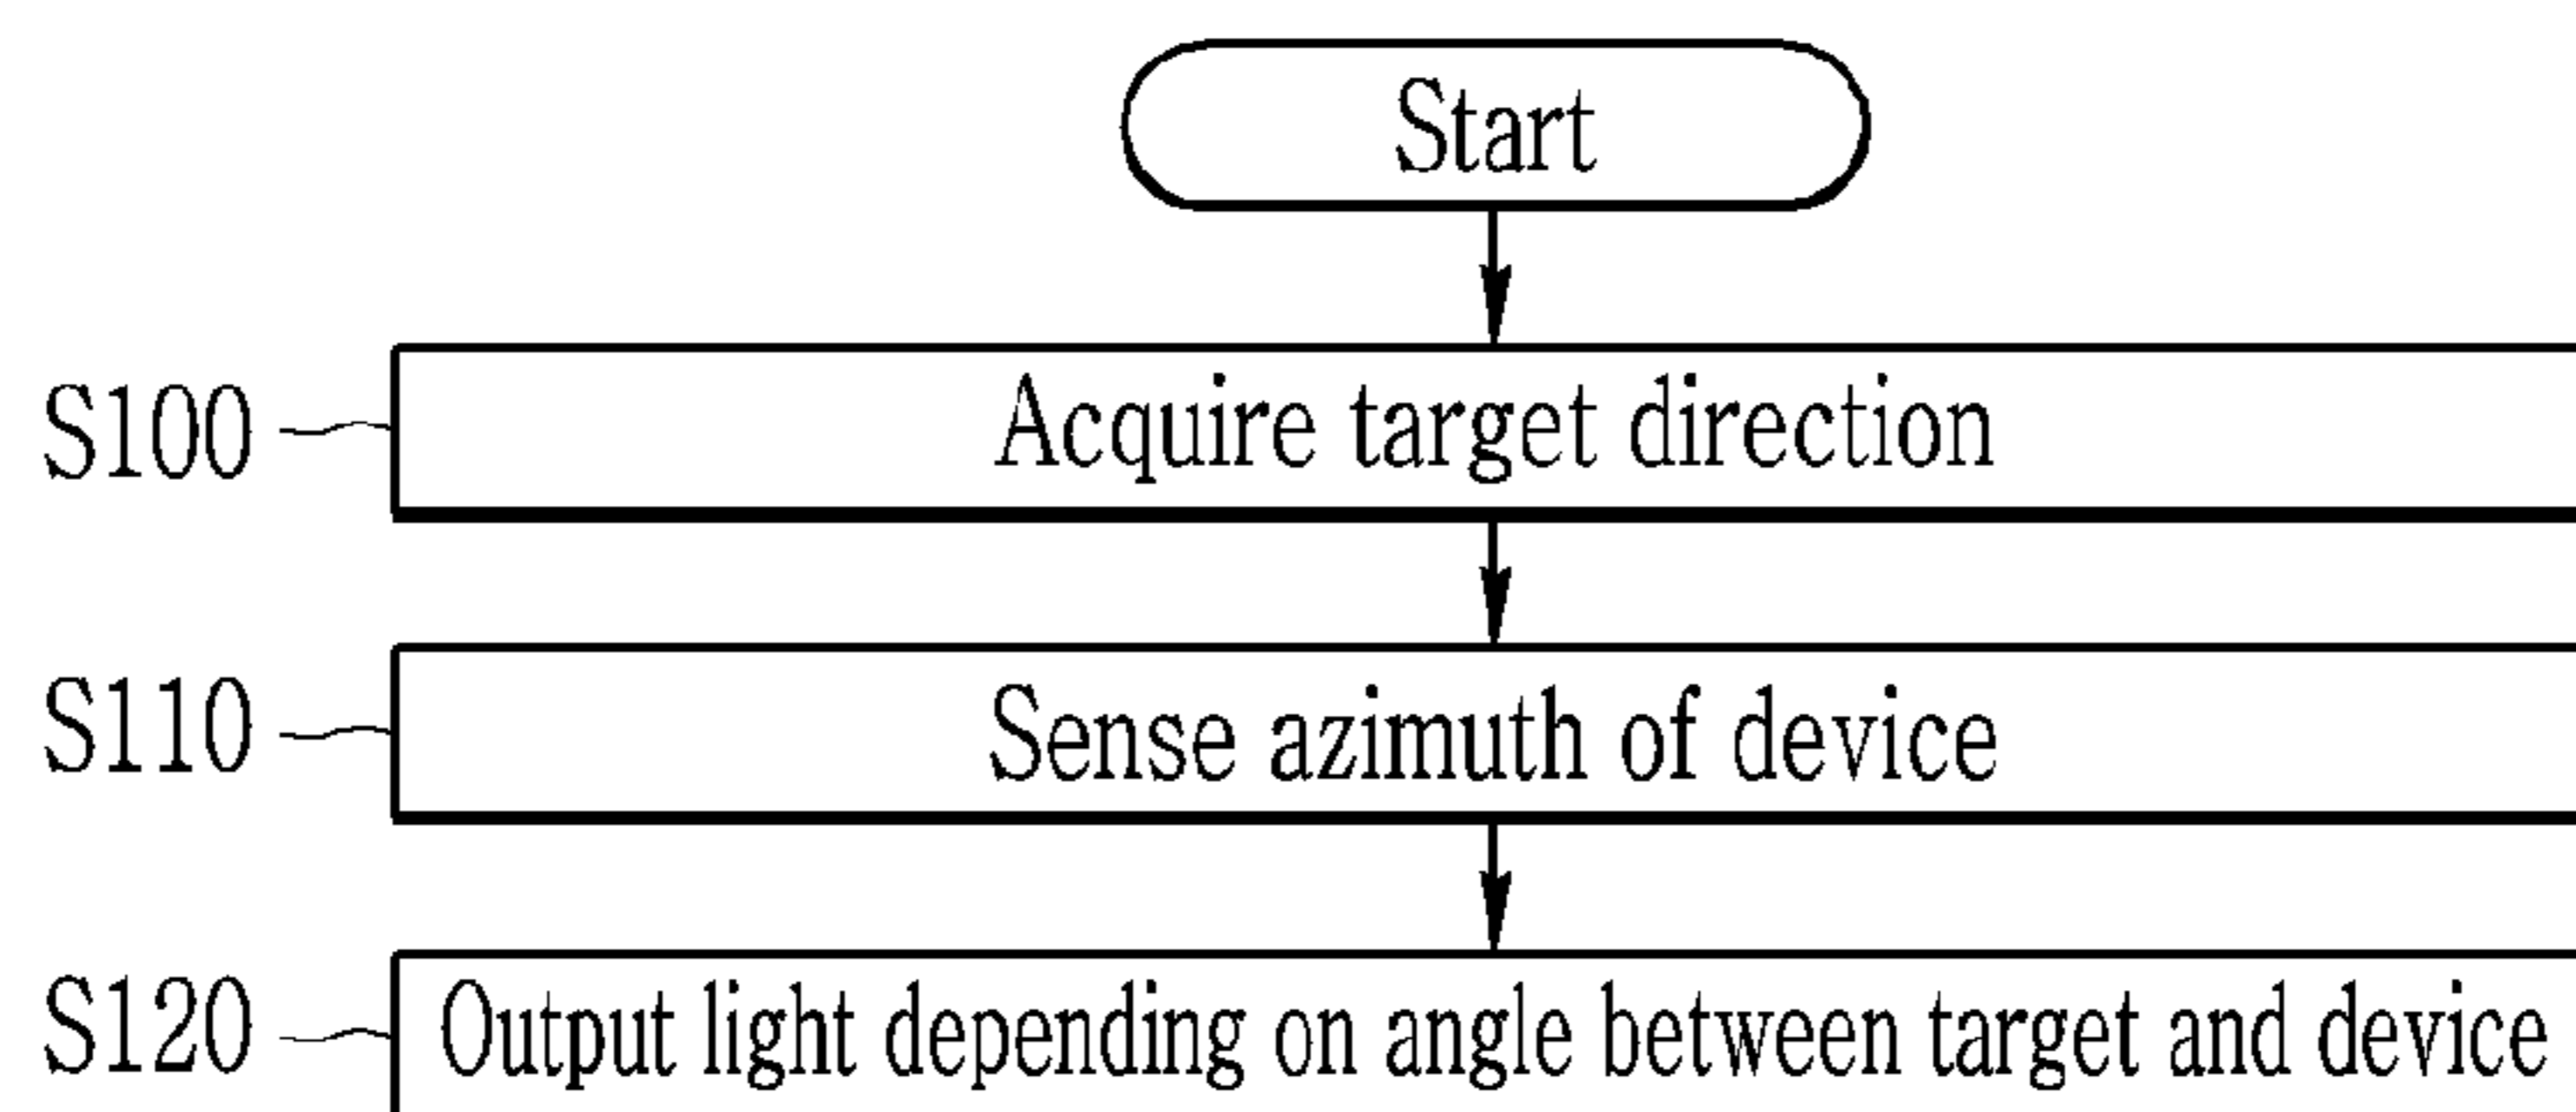 Start
S100 Acquire target direction
S110 Sense azimuth of device
S120 Output light depending on angle between target and device